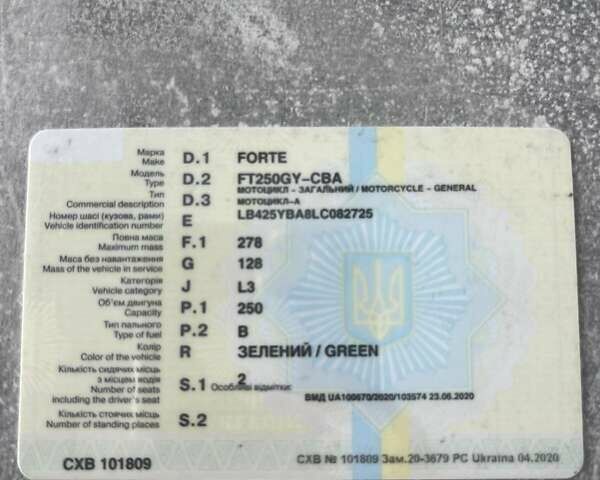 Марка D.1 FORTE
Make
Модель D.2 FT250GY-CBA
Type МОТОЦИКЛ - ЗАГАЛЬНИЙ / MOTORCYCLE - GENERAL
Тип D.3 МОТОЦИКЛ-A
Commercial description
Номер шасі (кузова, рами) E LB425YBA8LC082725
Vehicle identification number
Повна маса F.1 278
Maximum mass
Маса без навантаження G 128
Mass of the vehicle in service
Категорія J L3
Vehicle category
Об'єм двигуна P.1 250
Capacity
Тип пального P.2 B
Type of fuel
Колір R ЗЕЛЕНИЙ / GREEN
Color of the vehicle
Кількість сидячих місць
з місцем водія S.1 2 Особливі відмітки:
Number of seats ВМД UA100670/2020/103574 23.06.2020
including the driver's seat
Кількість стоячих місць S.2
Number of standing places
CXB 101809
CXB № 101809 Зам.20-3679 PC Ukraina 04.2020